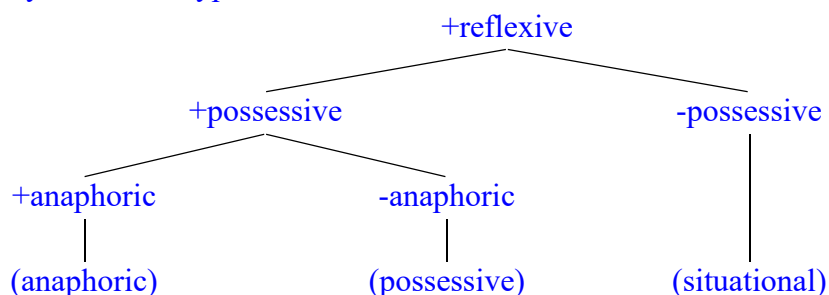 +reflexive
+possessive -possessive
+anaphoric -anaphoric
(anaphoric) (possessive) (situational)